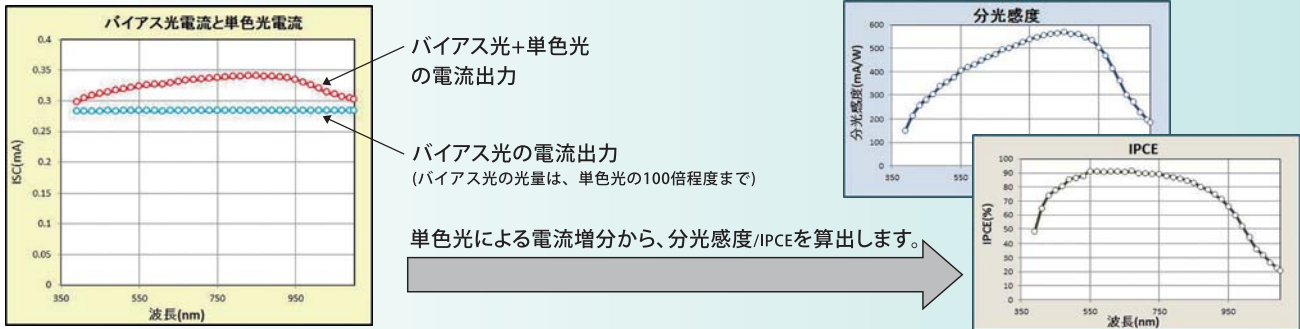 バイアス光電流と単色光電流
0.4
0.35
0.3
0.25
0.2
0.15
0.1
0.05
0
ISC(mA)
350
550
750
950
波長(nm)
バイアス光+単色光
の電流出力
バイアス光の電流出力
(バイアス光の光量は、単色光の100倍程度まで)
単色光による電流増分から、分光感度/IPCEを算出します。
分光感度
600
500
400
300
200
100
0
分光感度(mA/W)
350
550
IPCE
100
90
80
70
60
50
40
30
20
10
0
IPCE(%)
350
550
750
950
波長(nm)